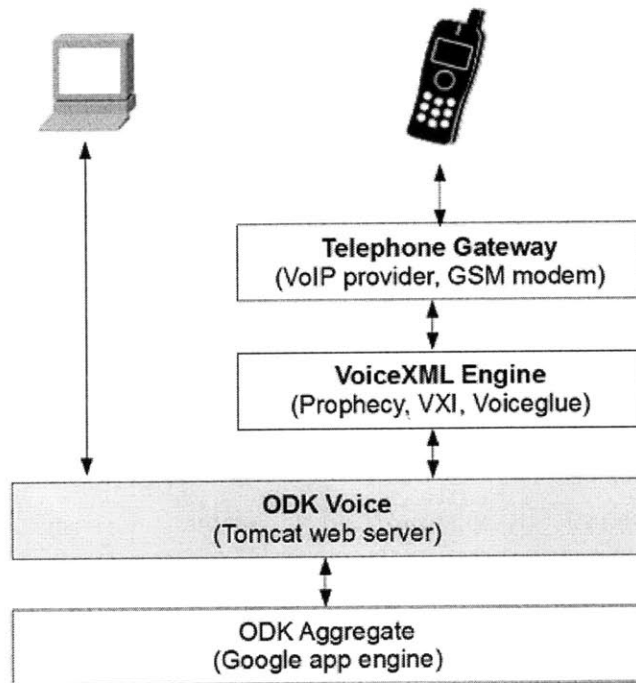 Telephone Gateway
(VoIP provider, GSM modem)
VoiceXML Engine
(Prophecy, VXI, Voiceglue)
ODK Voice
(Tomcat web server)
ODK Aggregate
(Google app engine)